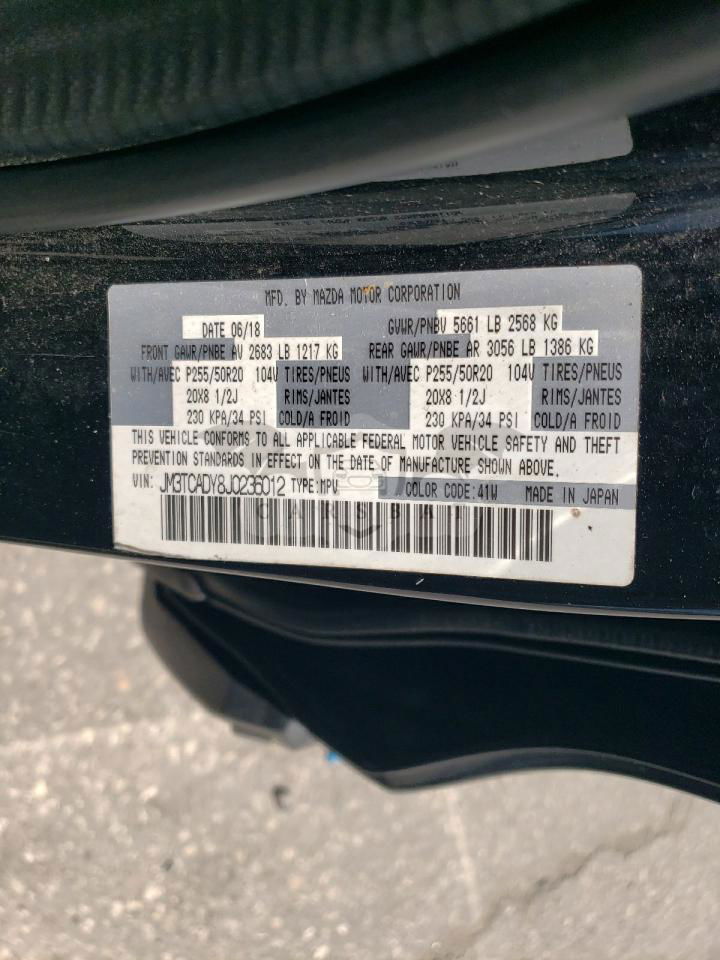 MFD. BY MAZDA MOTOR CORPORATION
DATE 06/18 GVWR/PNBV 5661 LB 2568 KG
FRONT GAWR/PNBE AV 2683 LB 1217 KG REAR GAWR/PNBE AR 3056 LB 1386 KG
WITH/AVEC P255/50R20 104V TIRES/PNEUS WITH/AVEC P255/50R20 104V TIRES/PNEUS
20X8 1/2J RIMS/JANTES 20X8 1/2J RIMS/JANTES
230 KPA/34 PSI COLD/A FROID 230 KPA/34 PSI COLD/A FROID
THIS VEHICLE CONFORMS TO ALL APPLICABLE FEDERAL MOTOR VEHICLE SAFETY AND THEFT
PREVENTION STANDARDS IN EFFECT ON THE DATE OF MANUFACTURE SHOWN ABOVE.
VIN: JM3TCADY8J0236012 TYPE:MPV COLOR CODE:41W MADE IN JAPAN